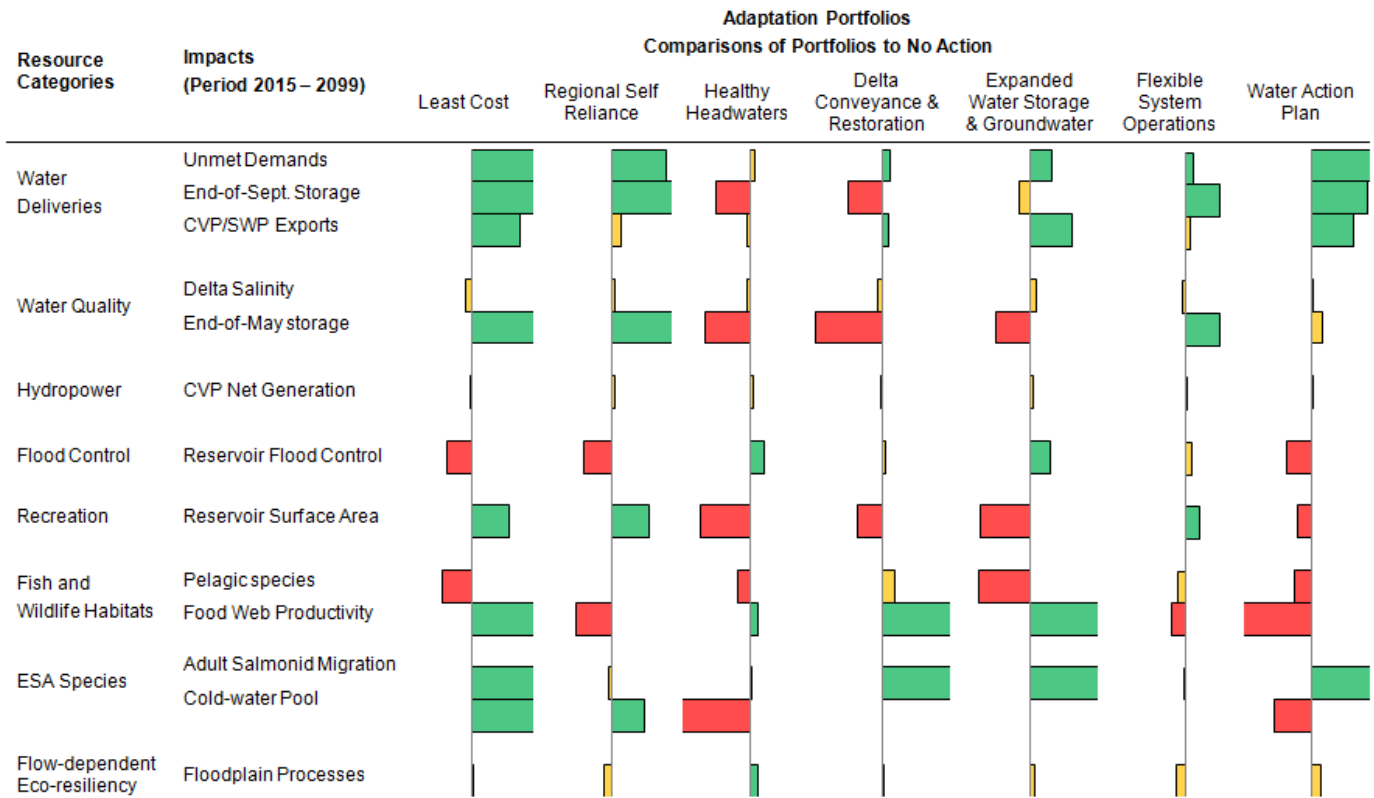 Adaptation Portfolios
Comparisons of Portfolios to No Action
Resource
Categories
Impacts
(Period 2015 – 2099)
Least Cost
Regional Self
Reliance
Healthy
Headwaters
Delta
Conveyance &
Restoration
Expanded
Water Storage
& Groundwater
Flexible
System
Operations
Water Action
Plan
Water
Deliveries
Unmet Demands
End-of-Sept. Storage
CVP/SWP Exports
Water Quality
Delta Salinity
End-of-May storage
Hydropower
CVP Net Generation
Flood Control
Reservoir Flood Control
Recreation
Reservoir Surface Area
Fish and
Wildlife Habitats
Pelagic species
Food Web Productivity
ESA Species
Adult Salmonid Migration
Cold-water Pool
Flow-dependent
Eco-resiliency
Floodplain Processes